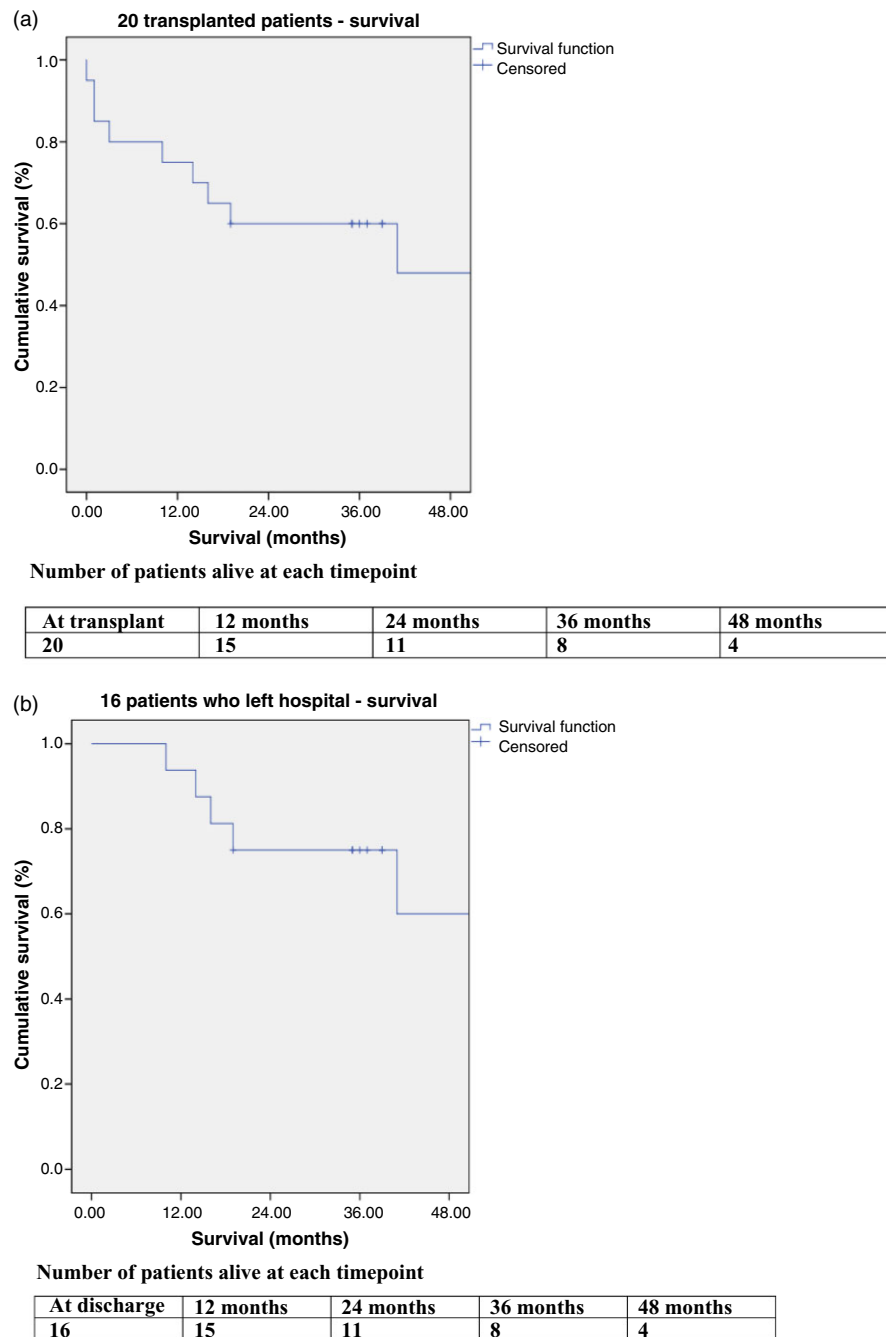 (a)
20 transplanted patients - survival
Survival function
Censored
1.0
0.8
0.6
0.4
0.2
0.0
Cumulative survival (%)
0.00 12.00 24.00 36.00 48.00
Survival (months)
Number of patients alive at each timepoint
At transplant 12 months 24 months 36 months 48 months
20 15 11 8 4
(b)
16 patients who left hospital - survival
Survival function
Censored
1.0
0.8
0.6
0.4
0.2
0.0
Cumulative survival (%)
0.00 12.00 24.00 36.00 48.00
Survival (months)
Number of patients alive at each timepoint
At discharge 12 months 24 months 36 months 48 months
16 15 11 8 4